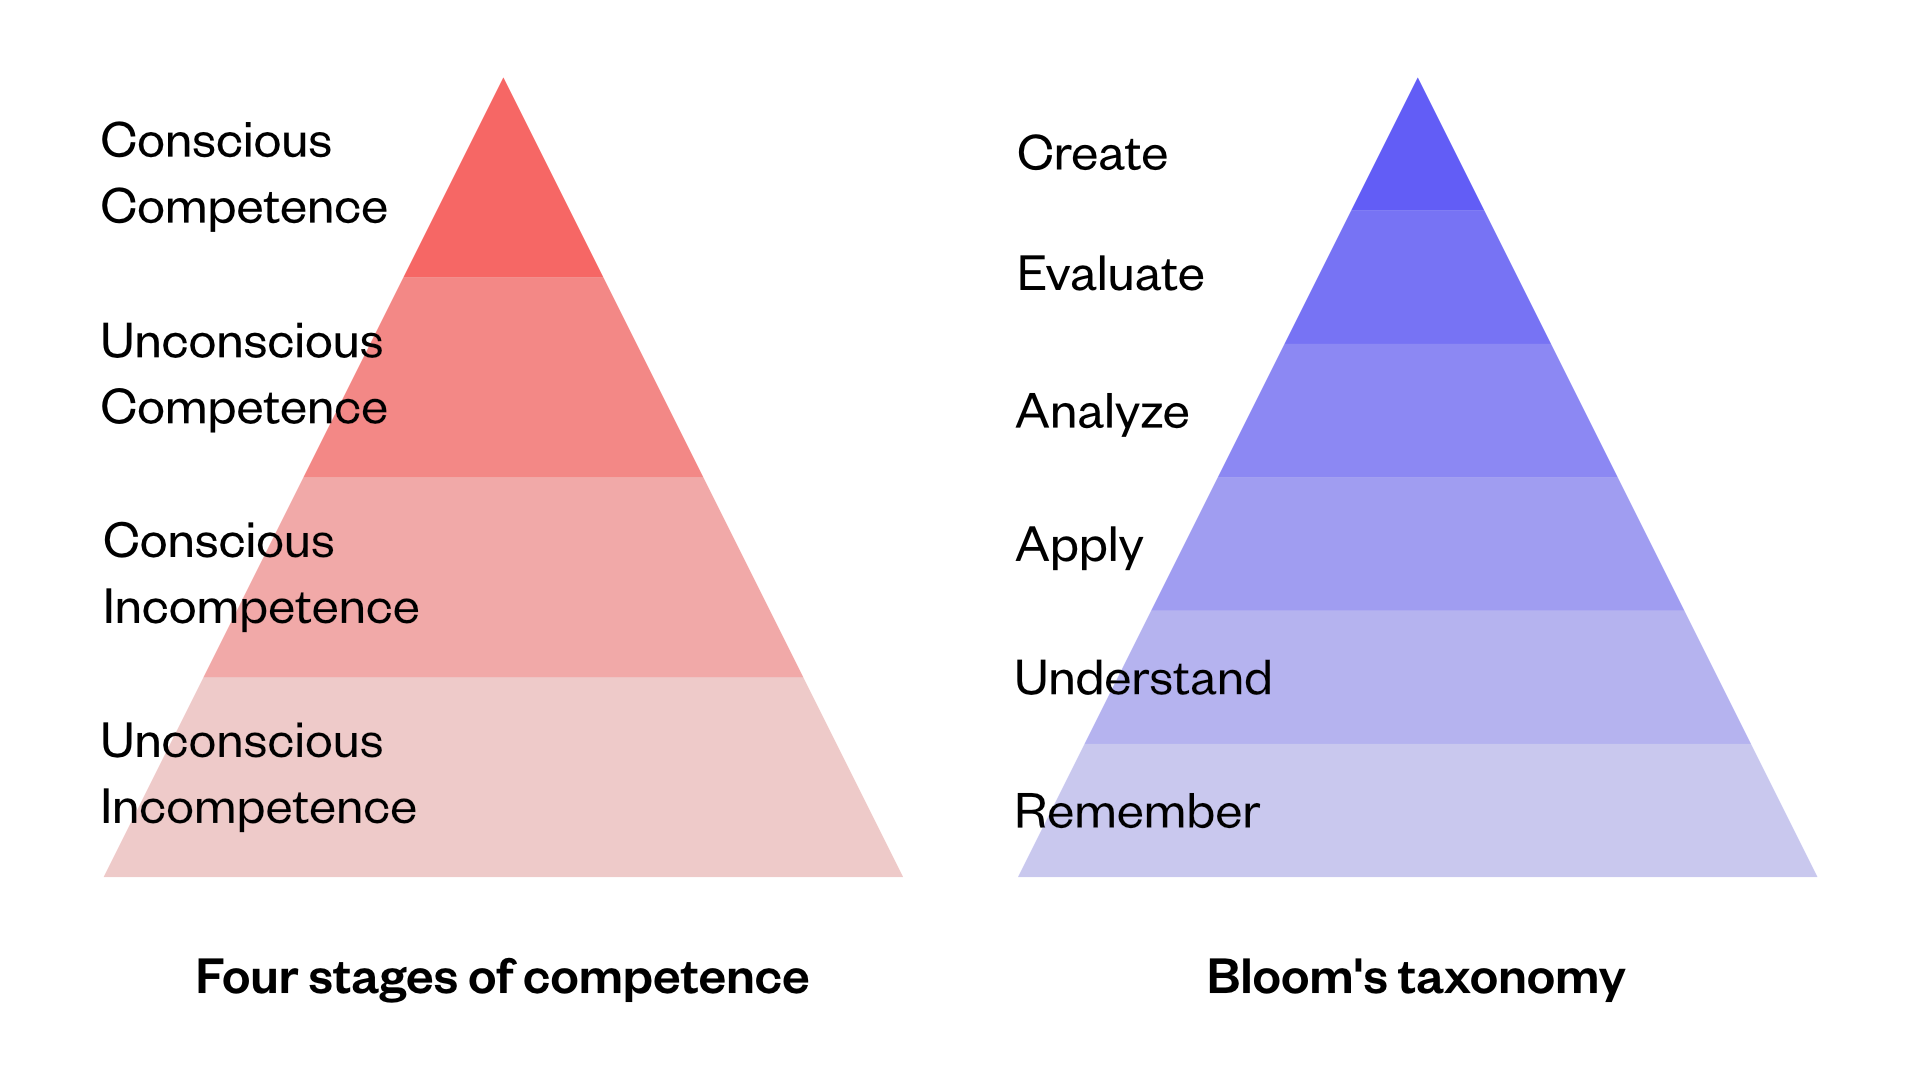 Conscious
Competence
Unconscious
Competence
Conscious
Incompetence
Unconscious
Incompetence
Four stages of competence
Create
Evaluate
Analyze
Apply
Understand
Remember
Bloom's taxonomy